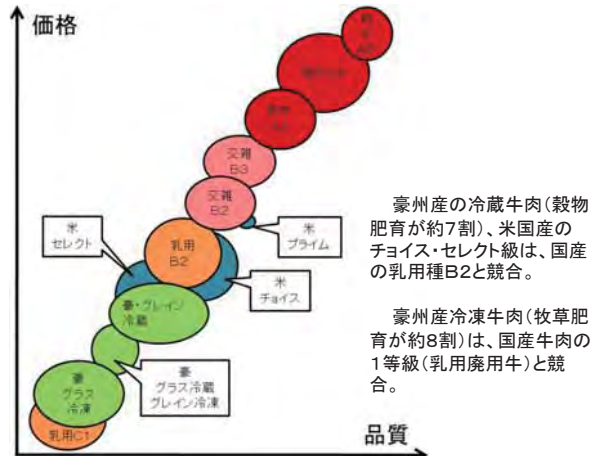 価格
交雑
B3
交雑
B2
米
セレクト
乳用
B2
米
プライム
米
チョイス
豪・グレイン
冷蔵
豪
グラス冷蔵
グレイン冷凍
豪
グラス
冷凍
乳用C1
品質
豪州産の冷蔵牛肉(穀物
肥育が約7割)、米国産の
チョイス・セレクト級は、国産
の乳用種B2と競合。
豪州産冷凍牛肉(牧草肥
育が約8割)は、国産牛肉の
1等級(乳用廃用牛)と競
合。